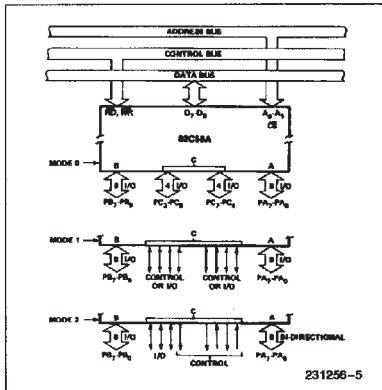 ADDRESS BUS
CONTROL BUS
DATA BUS
RD, WR D7-D0 A0-A1
CS
82C55A
MODE 0
B C A
8 I/O 4 I/O 4 I/O 8 I/O
PB7-PB0 PC3-PC0 PC7-PC4 PA7-PA0
MODE 1
B C A
8 I/O 8 I/O
PB7-PB0 CONTROL OR I/O CONTROL OR I/O PA7-PA0
MODE 2
B C A
8 I/O 8 BI-DIRECTIONAL
PB7-PB0 I/O CONTROL PA7-PA0
231256-5